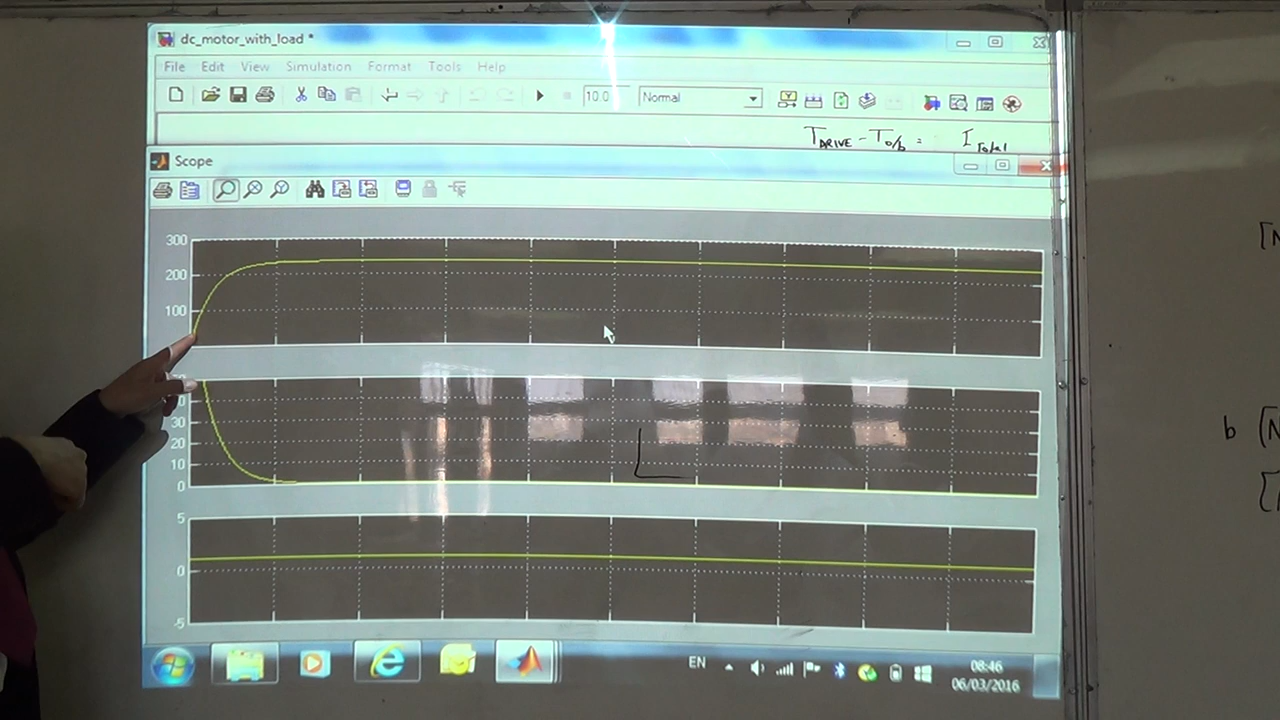 dc_motor_with_load *
File Edit View Simulation Format Tools Help
10.0 Normal
TDRIVE - To/b = I Total
Scope
300
200
100
30
20
10
0
5
0
-5
b
EN
08:46
06/03/2016